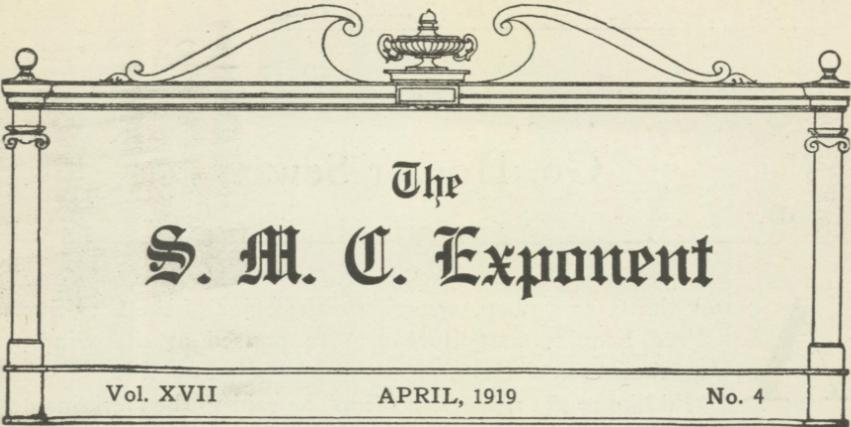 The
S. M. C. Exponent
Vol. XVII APRIL, 1919 No. 4